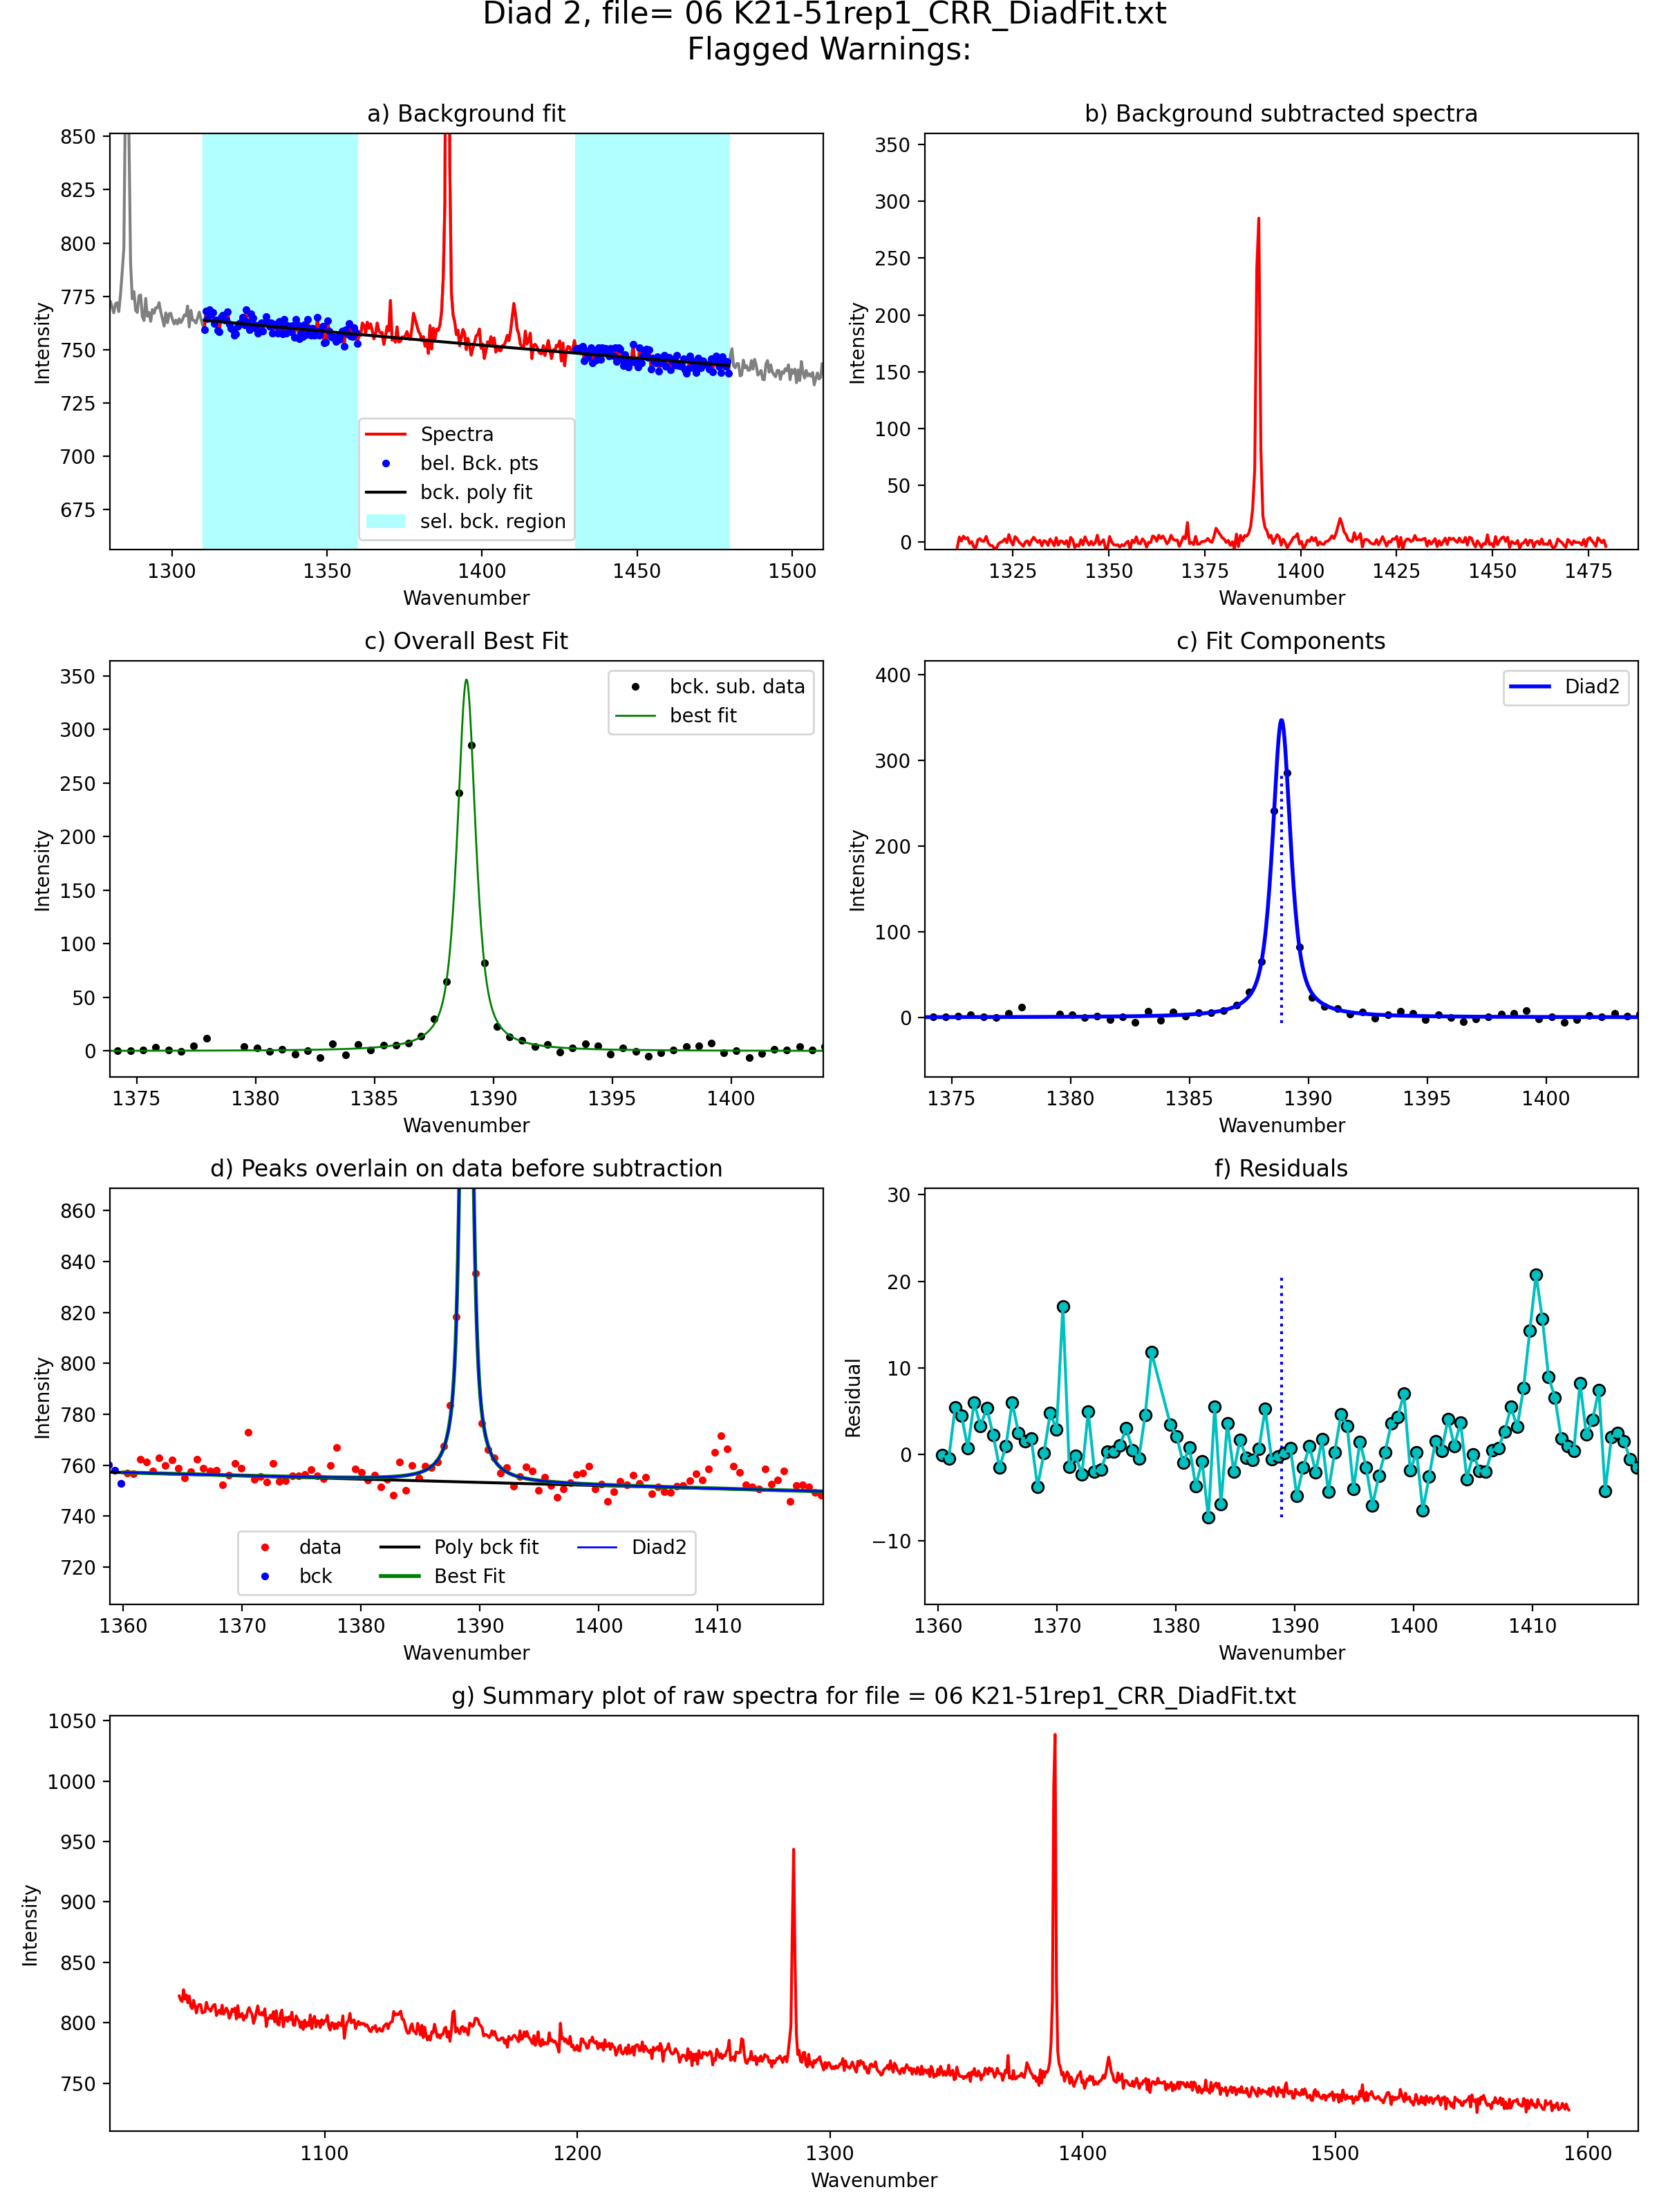 Diad 2, file= 06 K21-51rep1_CRR_DiadFit.txt
Flagged Warnings:
a) Background fit
850
825
800
775
750
725
700
675
Intensity
Spectra
bel. Bck. pts
bck. poly fit
sel. bck. region
1300 1350 1400 1450 1500
Wavenumber
b) Background subtracted spectra
350
300
250
200
150
100
50
0
Intensity
1325 1350 1375 1400 1425 1450 1475
Wavenumber
c) Overall Best Fit
350
300
250
200
150
100
50
0
Intensity
bck. sub. data
best fit
1375 1380 1385 1390 1395 1400
Wavenumber
c) Fit Components
400
300
200
100
0
Intensity
Diad2
1375 1380 1385 1390 1395 1400
Wavenumber
d) Peaks overlain on data before subtraction
860
840
820
800
780
760
740
720
Intensity
data Poly bck fit Diad2
bck Best Fit
1360 1370 1380 1390 1400 1410
Wavenumber
f) Residuals
30
20
10
0
−10
Residual
1360 1370 1380 1390 1400 1410
Wavenumber
g) Summary plot of raw spectra for file = 06 K21-51rep1_CRR_DiadFit.txt
1050
1000
950
900
850
800
750
Intensity
1100 1200 1300 1400 1500 1600
Wavenumber